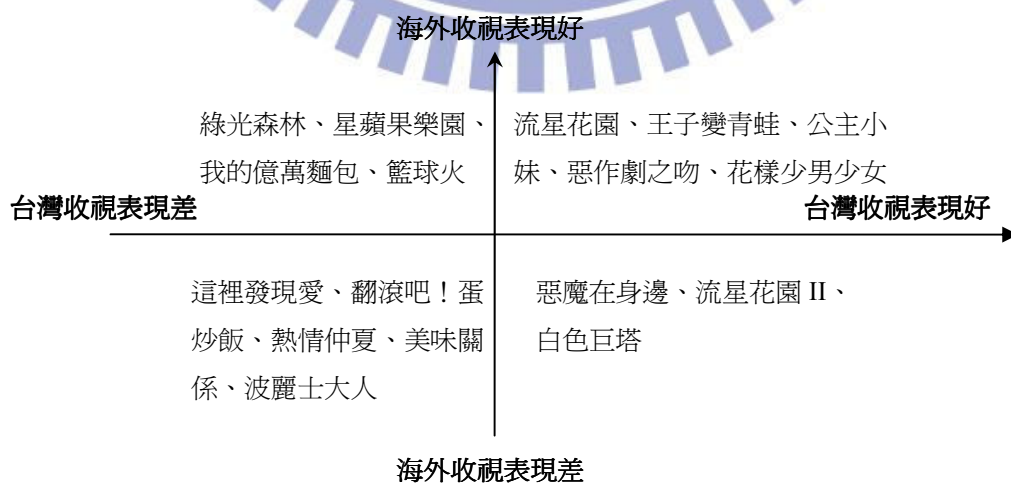 海外收視表現好
綠光森林、星蘋果樂園、
我的億萬麵包、籃球火
流星花園、王子變青蛙、公主小
妹、惡作劇之吻、花樣少男少女
台灣收視表現差
台灣收視表現好
這裡發現愛、翻滾吧！蛋
炒飯、熱情仲夏、美味關
係、波麗士大人
惡魔在身邊、流星花園 II、
白色巨塔
海外收視表現差